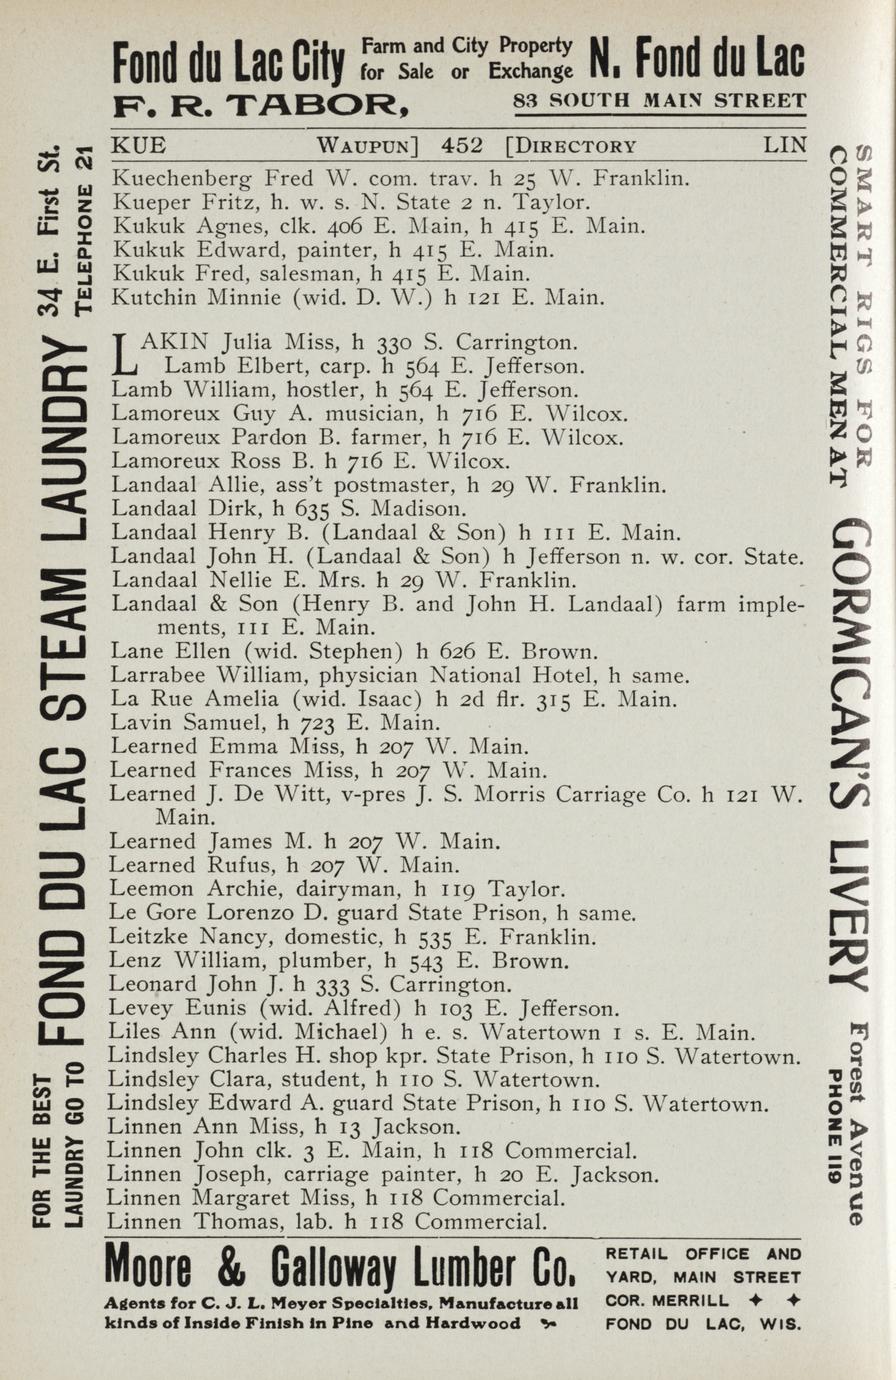 Fond du Lac City Farm and City Property for Sale or Exchange N. Fond du Lac
F. R. TABOR, 83 SOUTH MAIN STREET
KUE WAUPUN] 452 [DIRECTORY LIN
Kuechenberg Fred W. com. trav. h 25 W. Franklin.
Kueper Fritz, h. w. s. N. State 2 n. Taylor.
Kukuk Agnes, clk. 406 E. Main, h 415 E. Main.
Kukuk Edward, painter, h 415 E. Main.
Kukuk Fred, salesman, h 415 E. Main.
Kutchin Minnie (wid. D. W.) h 121 E. Main.
LAKIN Julia Miss, h 330 S. Carrington.
Lamb Elbert, carp. h 564 E. Jefferson.
Lamb William, hostler, h 564 E. Jefferson.
Lamoreux Guy A. musician, h 716 E. Wilcox.
Lamoreux Pardon B. farmer, h 716 E. Wilcox.
Lamoreux Ross B. h 716 E. Wilcox.
Landaal Allie, ass't postmaster, h 29 W. Franklin.
Landaal Dirk, h 635 S. Madison.
Landaal Henry B. (Landaal & Son) h 111 E. Main.
Landaal John H. (Landaal & Son) h Jefferson n. w. cor. State.
Landaal Nellie E. Mrs. h 29 W. Franklin.
Landaal & Son (Henry B. and John H. Landaal) farm imple-
ments, 111 E. Main.
Lane Ellen (wid. Stephen) h 626 E. Brown.
Larrabee William, physician National Hotel, h same.
La Rue Amelia (wid. Isaac) h 2d flr. 315 E. Main.
Lavin Samuel, h 723 E. Main.
Learned Emma Miss, h 207 W. Main.
Learned Frances Miss, h 207 W. Main.
Learned J. De Witt, v-pres J. S. Morris Carriage Co. h 121 W.
Main.
Learned James M. h 207 W. Main.
Learned Rufus, h 207 W. Main.
Leemon Archie, dairyman, h 119 Taylor.
Le Gore Lorenzo D. guard State Prison, h same.
Leitzke Nancy, domestic, h 535 E. Franklin.
Lenz William, plumber, h 543 E. Brown.
Leonard John J. h 333 S. Carrington.
Levey Eunis (wid. Alfred) h 103 E. Jefferson.
Liles Ann (wid. Michael) h e. s. Watertown 1 s. E. Main.
Lindsley Charles H. shop kpr. State Prison, h 110 S. Watertown.
Lindsley Clara, student, h 110 S. Watertown.
Lindsley Edward A. guard State Prison, h 110 S. Watertown.
Linnen Ann Miss, h 13 Jackson.
Linnen John clk. 3 E. Main, h 118 Commercial.
Linnen Joseph, carriage painter, h 20 E. Jackson.
Linnen Margaret Miss, h 118 Commercial.
Linnen Thomas, lab. h 118 Commercial.
Moore & Galloway Lumber Co.
Agents for C. J. L. Meyer Specialties, Manufacture all
kinds of Inside Finish in Pine and Hardwood
RETAIL OFFICE AND
YARD, MAIN STREET
COR. MERRILL
FOND DU LAC, WIS.
FOR THE BEST
LAUNDRY GO TO
FOND DU LAC STEAM LAUNDRY
34 E. First St.
TELEPHONE 21
SMART RIGS FOR
COMMERCIAL MEN AT
GORMICAN'S LIVERY
Forest Avenue
PHONE 119